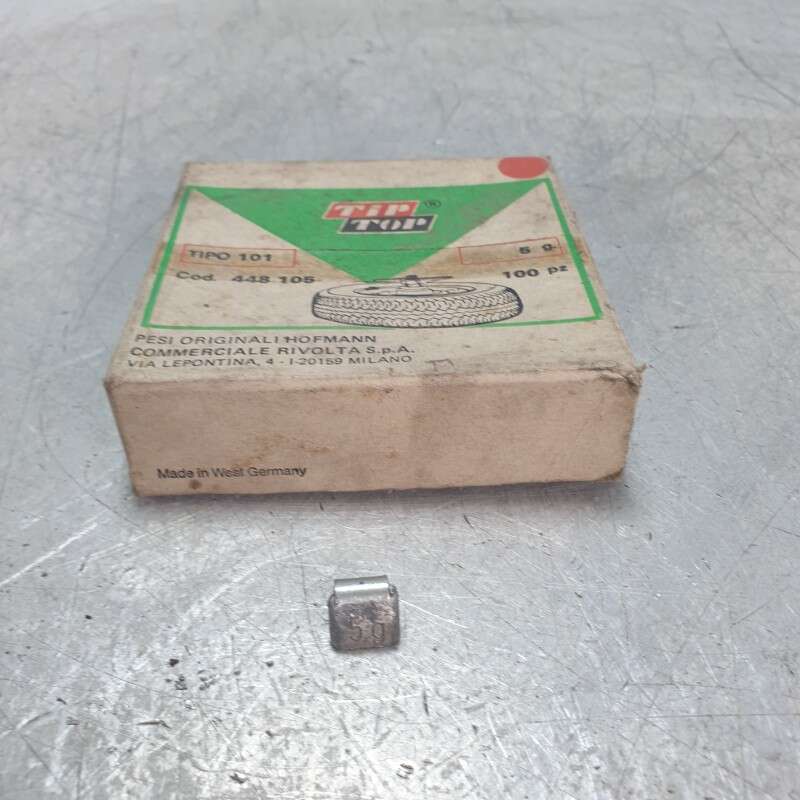 TIP
TOP ®
TIPO 101
5 g
Cod. 448 105
100 pz
PESI ORIGINALI HOFMANN
COMMERCIALE RIVOLTA S.p.A.
VIA LEPONTINA, 4 - I-20159 MILANO
Made in West Germany
5 g